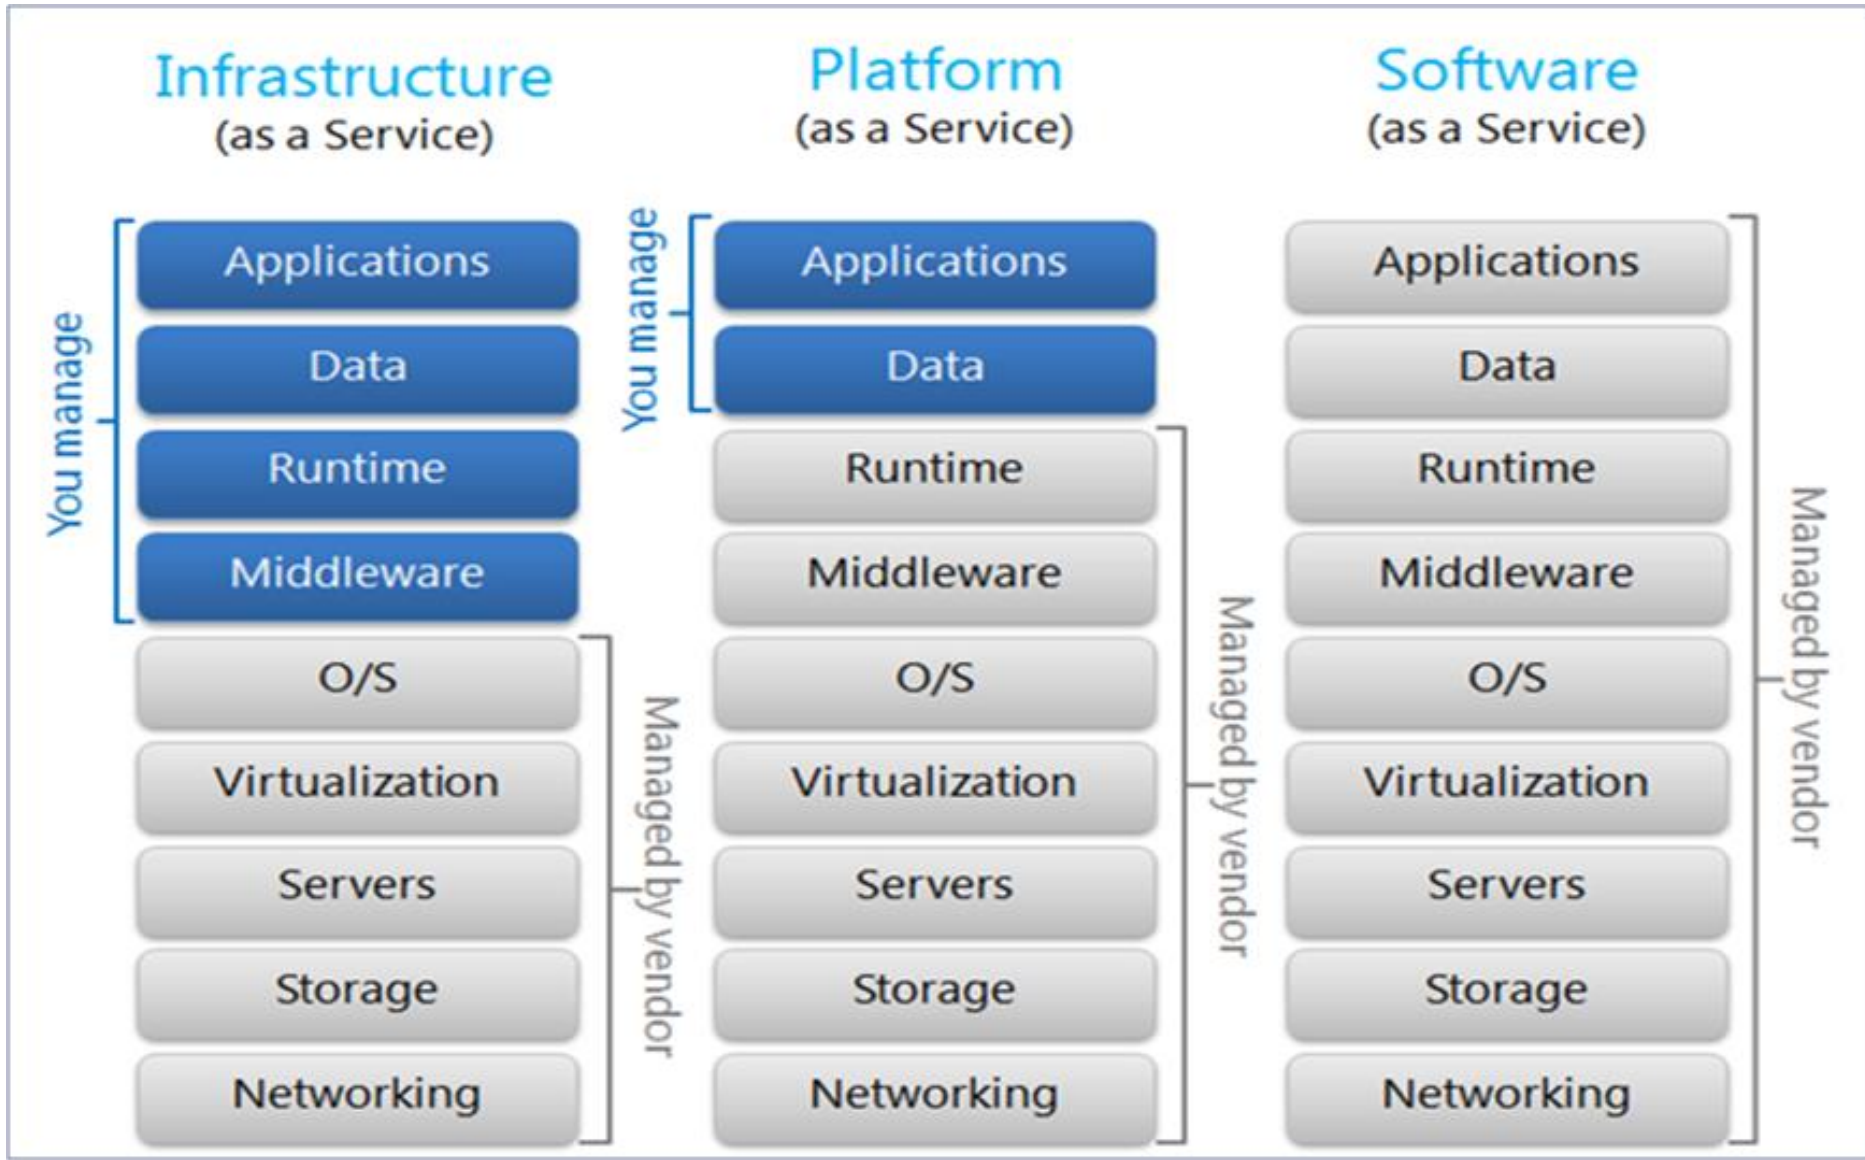 Infrastructure
(as a Service)
You manage
Applications
Data
Runtime
Middleware
O/S
Virtualization
Servers
Storage
Networking
Managed by vendor
Platform
(as a Service)
You manage
Applications
Data
Runtime
Middleware
O/S
Virtualization
Servers
Storage
Networking
Managed by vendor
Software
(as a Service)
Applications
Data
Runtime
Middleware
O/S
Virtualization
Servers
Storage
Networking
Managed by vendor